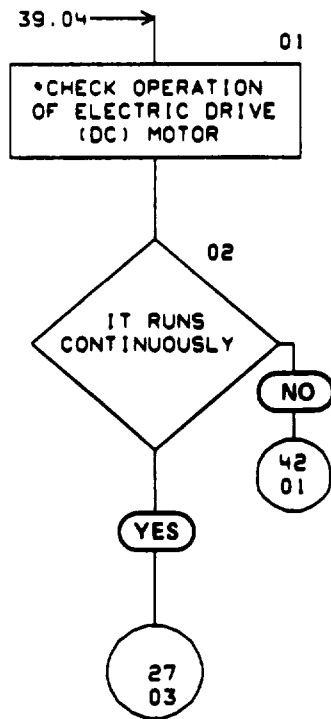 39.04
01
*CHECK OPERATION
OF ELECTRIC DRIVE
(DC) MOTOR
02
IT RUNS
CONTINUOUSLY
NO
42
01
YES
27
03